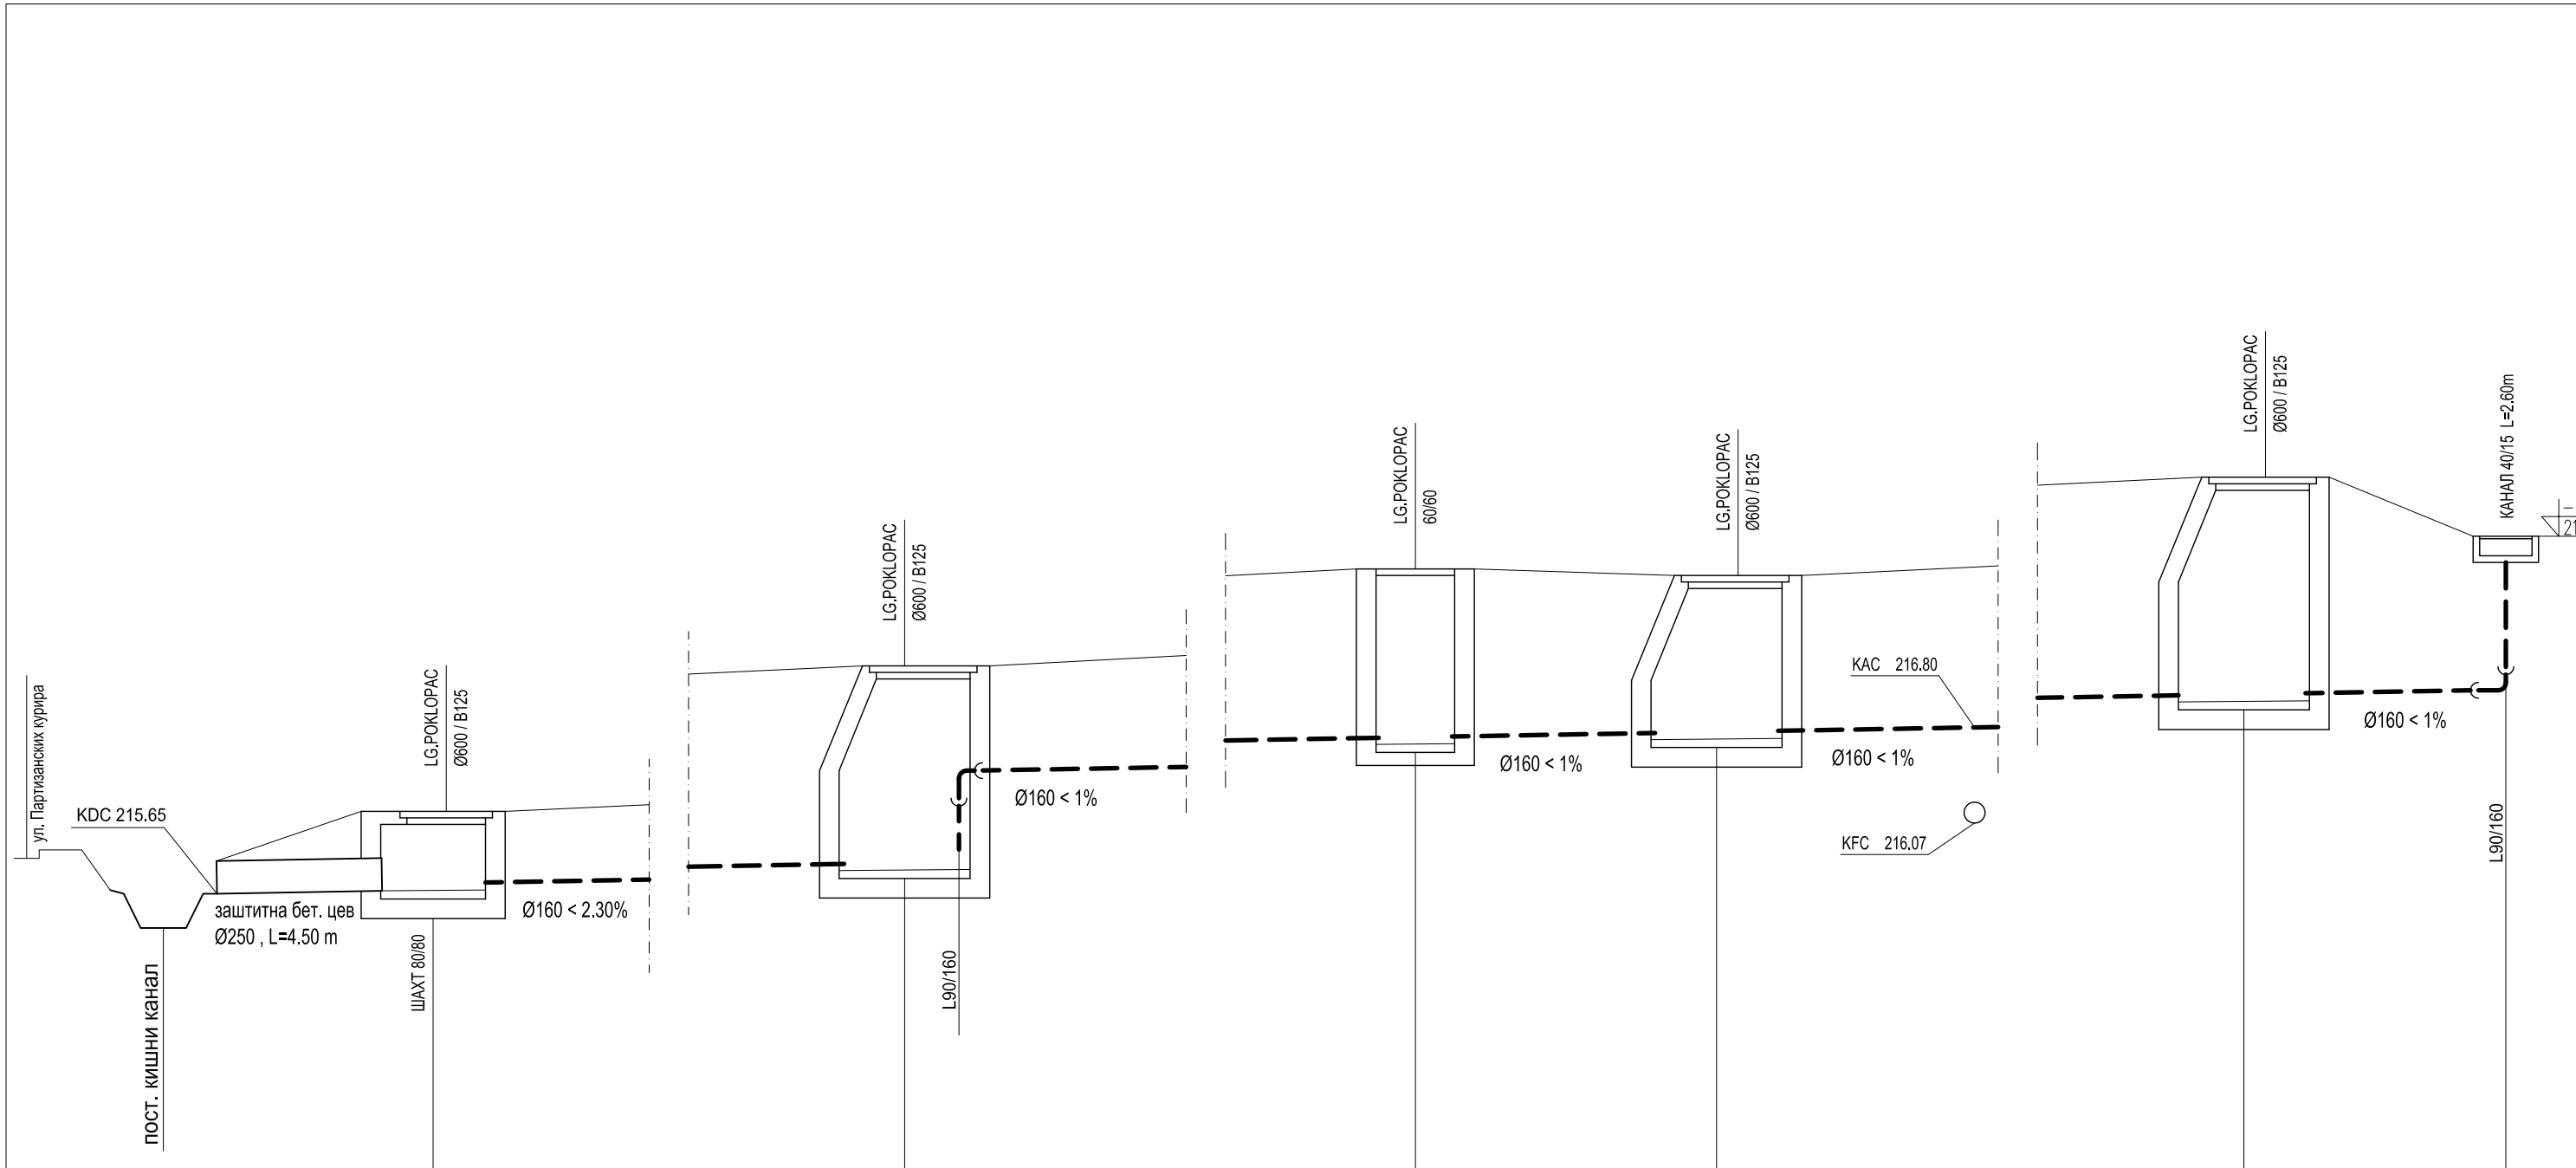 ул. Партизанских курира
KDC 215.65
заштитна бет. цев
Ø250 , L=4.50 m
пост. кишни канал
LG.POKLOPAC
Ø600 / B125
ШАХТ 80/80
Ø160 < 2.30%
LG.POKLOPAC
Ø600 / B125
L90/160
Ø160 < 1%
LG.POKLOPAC
60/60
Ø160 < 1%
LG.POKLOPAC
Ø600 / B125
KAC 216.80
Ø160 < 1%
KFC 216.07
LG.POKLOPAC
Ø600 / B125
Ø160 < 1%
КАНАЛ 40/15 L=2.60m
L90/160